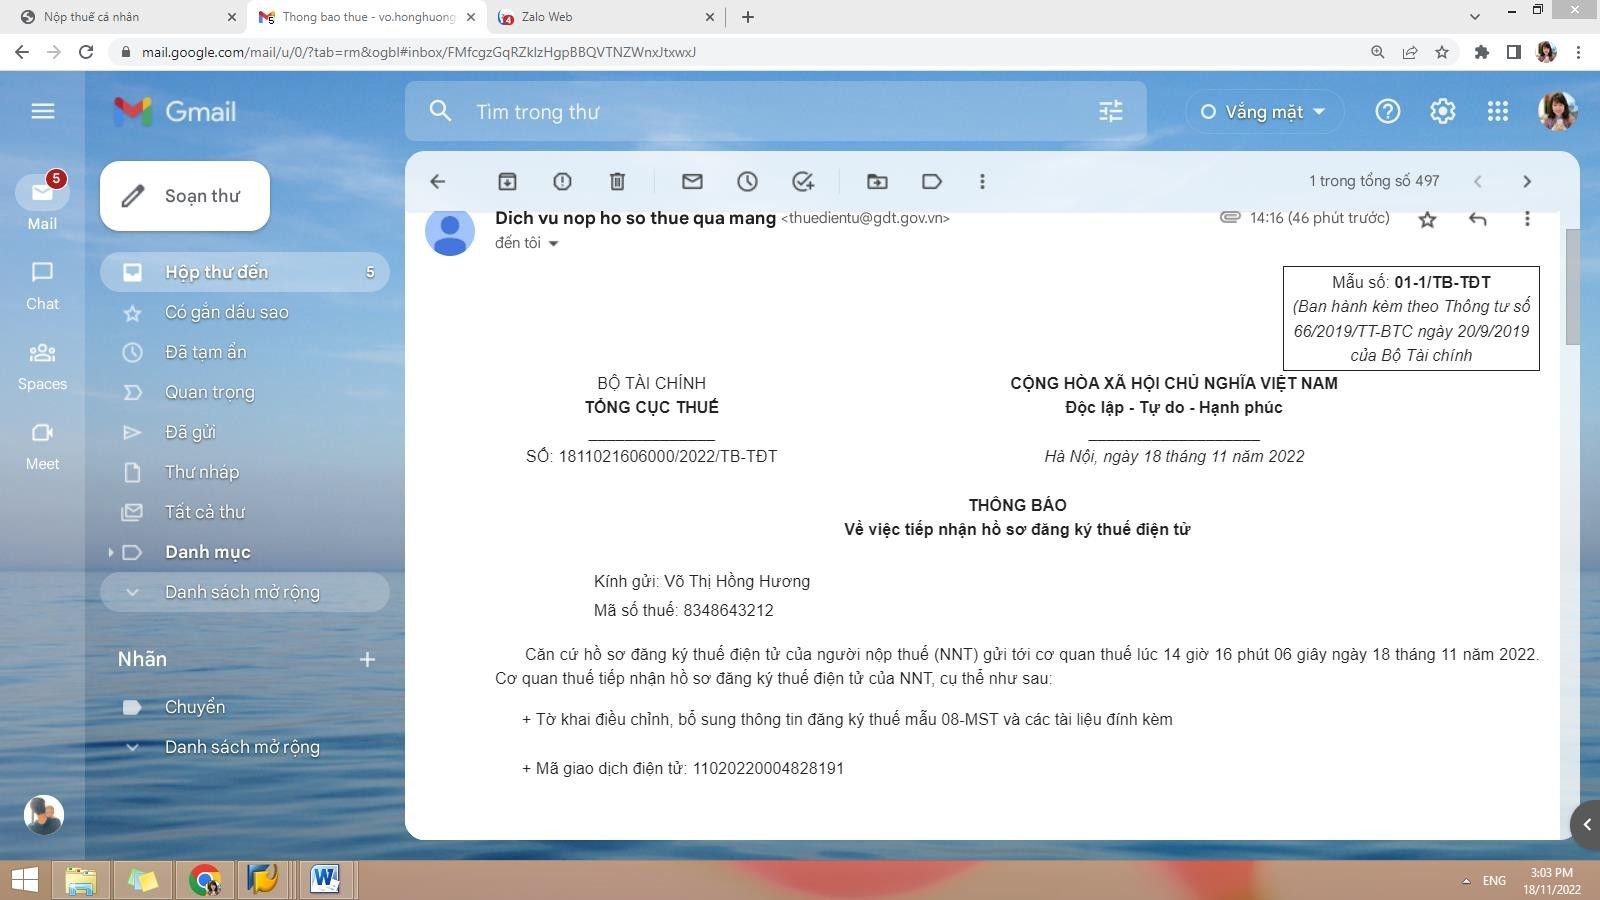 Nộp thuế cá nhân
Thong bao thue - vo.honghuong
Zalo Web
mail.google.com/mail/u/0/?tab=rm&ogbl#inbox/FMfcgzGqRZklzHgpBBQVTNZWnxJtxwxJ
Gmail
Tìm trong thư
Vắng mặt
5
Mail
Chat
Spaces
Meet
Soạn thư
Hộp thư đến 5
Có gắn dấu sao
Đã tạm ẩn
Quan trọng
Đã gửi
Thư nháp
Tất cả thư
Danh mục
Danh sách mở rộng
Nhãn
Chuyển
Danh sách mở rộng
1 trong tổng số 497
Dich vu nop ho so thue qua mang <thuedientu@gdt.gov.vn> 14:16 (46 phút trước)
đến tôi
Mẫu số: 01-1/TB-TĐT
(Ban hành kèm theo Thông tư số
66/2019/TT-BTC ngày 20/9/2019
của Bộ Tài chính
BỘ TÀI CHÍNH
TỔNG CỤC THUẾ
SỐ: 1811021606000/2022/TB-TĐT
CỘNG HÒA XÃ HỘI CHỦ NGHĨA VIỆT NAM
Độc lập - Tự do - Hạnh phúc
Hà Nội, ngày 18 tháng 11 năm 2022
THÔNG BÁO
Về việc tiếp nhận hồ sơ đăng ký thuế điện tử
Kính gửi: Võ Thị Hồng Hương
Mã số thuế: 8348643212
Căn cứ hồ sơ đăng ký thuế điện tử của người nộp thuế (NNT) gửi tới cơ quan thuế lúc 14 giờ 16 phút 06 giây ngày 18 tháng 11 năm 2022.
Cơ quan thuế tiếp nhận hồ sơ đăng ký thuế điện tử của NNT, cụ thể như sau:
+ Tờ khai điều chỉnh, bổ sung thông tin đăng ký thuế mẫu 08-MST và các tài liệu đính kèm
+ Mã giao dịch điện tử: 11020220004828191
ENG
3:03 PM
18/11/2022